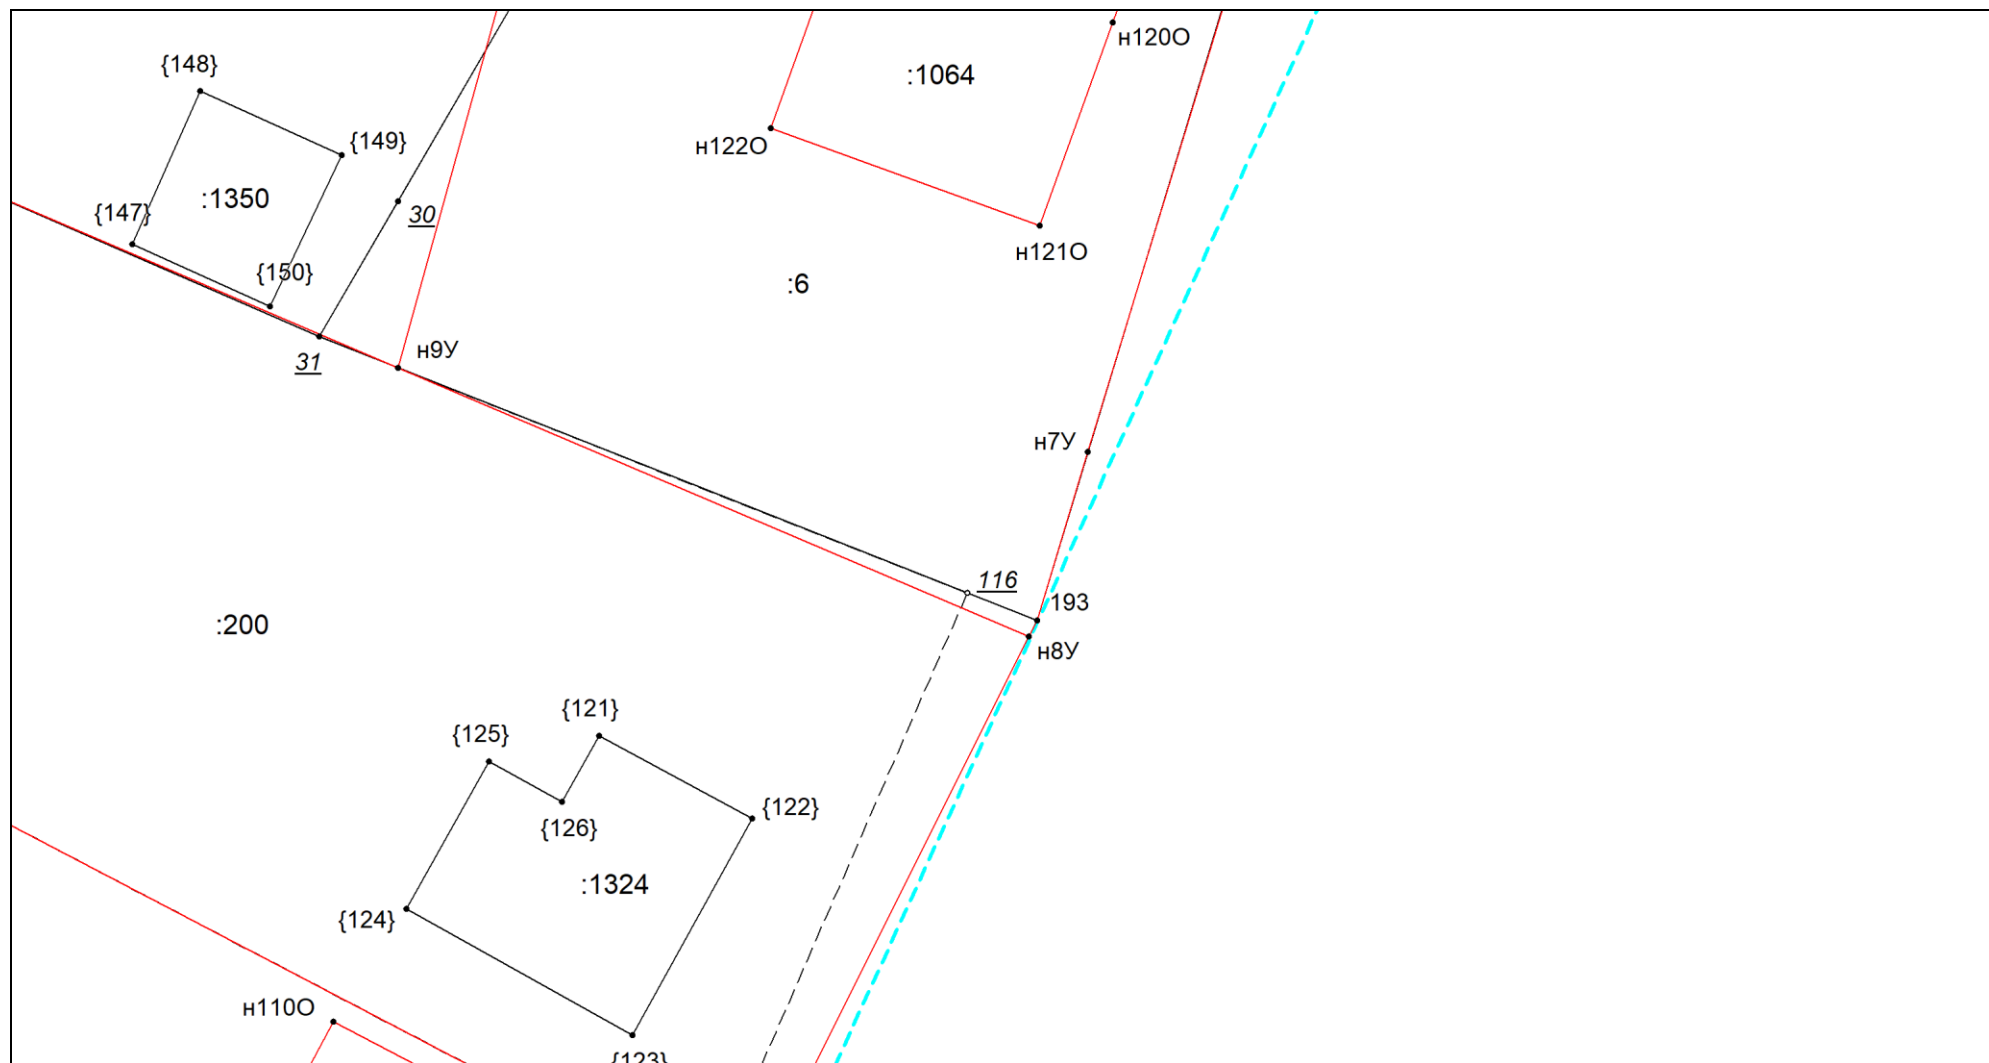 н120О
{148}
:1064
{149}
н122О
:1350
{147}
30
н121О
{150}
:6
н9У
31
н7У
116
193
:200
н8У
{121}
{125}
{122}
{126}
:1324
{124}
н110О
{123}